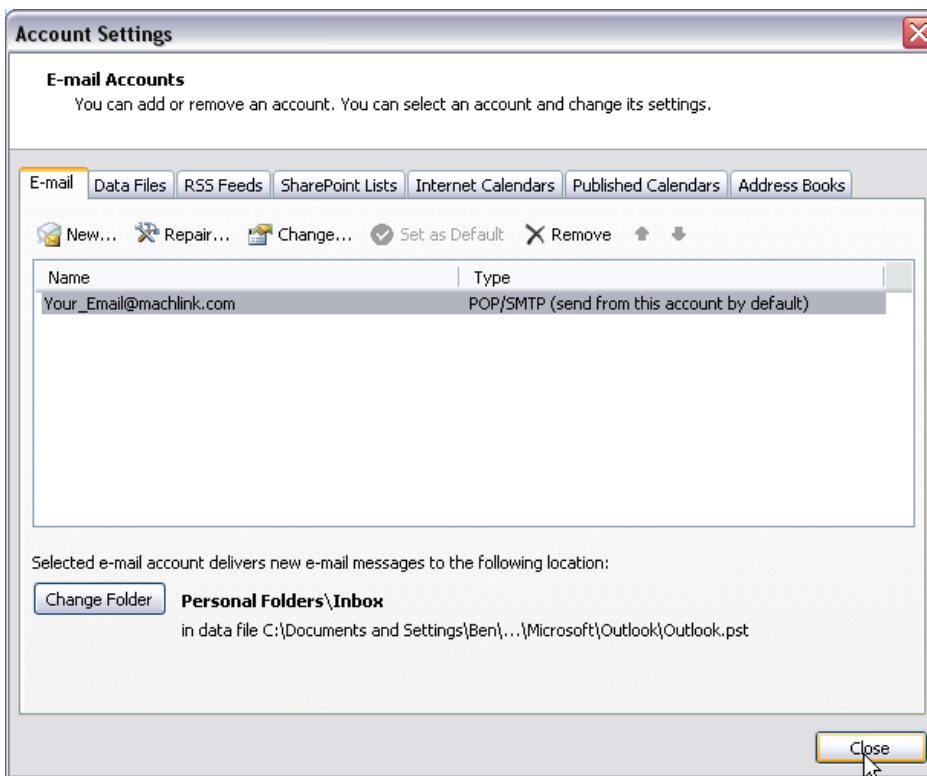 Account Settings
E-mail Accounts
You can add or remove an account. You can select an account and change its settings.
E-mail Data Files RSS Feeds SharePoint Lists Internet Calendars Published Calendars Address Books
New... Repair... Change... Set as Default Remove
Name Type
Your_Email@machlink.com POP/SMTP (send from this account by default)
Selected e-mail account delivers new e-mail messages to the following location:
Change Folder Personal Folders\Inbox
in data file C:\Documents and Settings\Ben\...\Microsoft\Outlook\Outlook.pst
Close